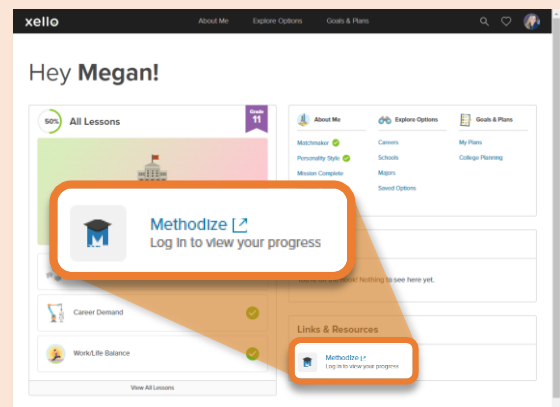 xello
About Me Explore Options Goals & Plans
Hey Megan!
50% All Lessons
Grade
11
About Me
Matchmaker
Personality Style
Mission Complete
Explore Options
Careers
Schools
Majors
Saved Options
Goals & Plans
My Plans
College Planning
Methodize
Log in to view your progress
Nothing to see here yet.
Career Demand
Work/Life Balance
View All Lessons
Links & Resources
Methodize
Log in to view your progress